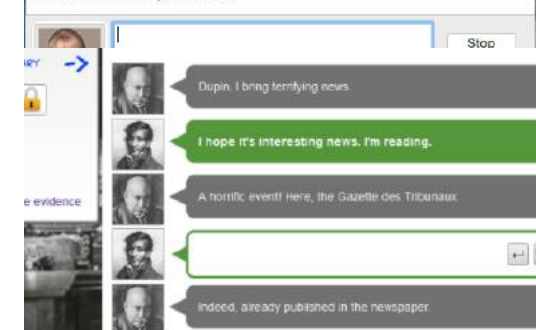 Stop
Dupin, I bring terrifying news.
I hope it's interesting news. I'm reading.
A horrific event! Here, the Gazette des Tribunaux.
e evidence
Indeed, already published in the newspaper.